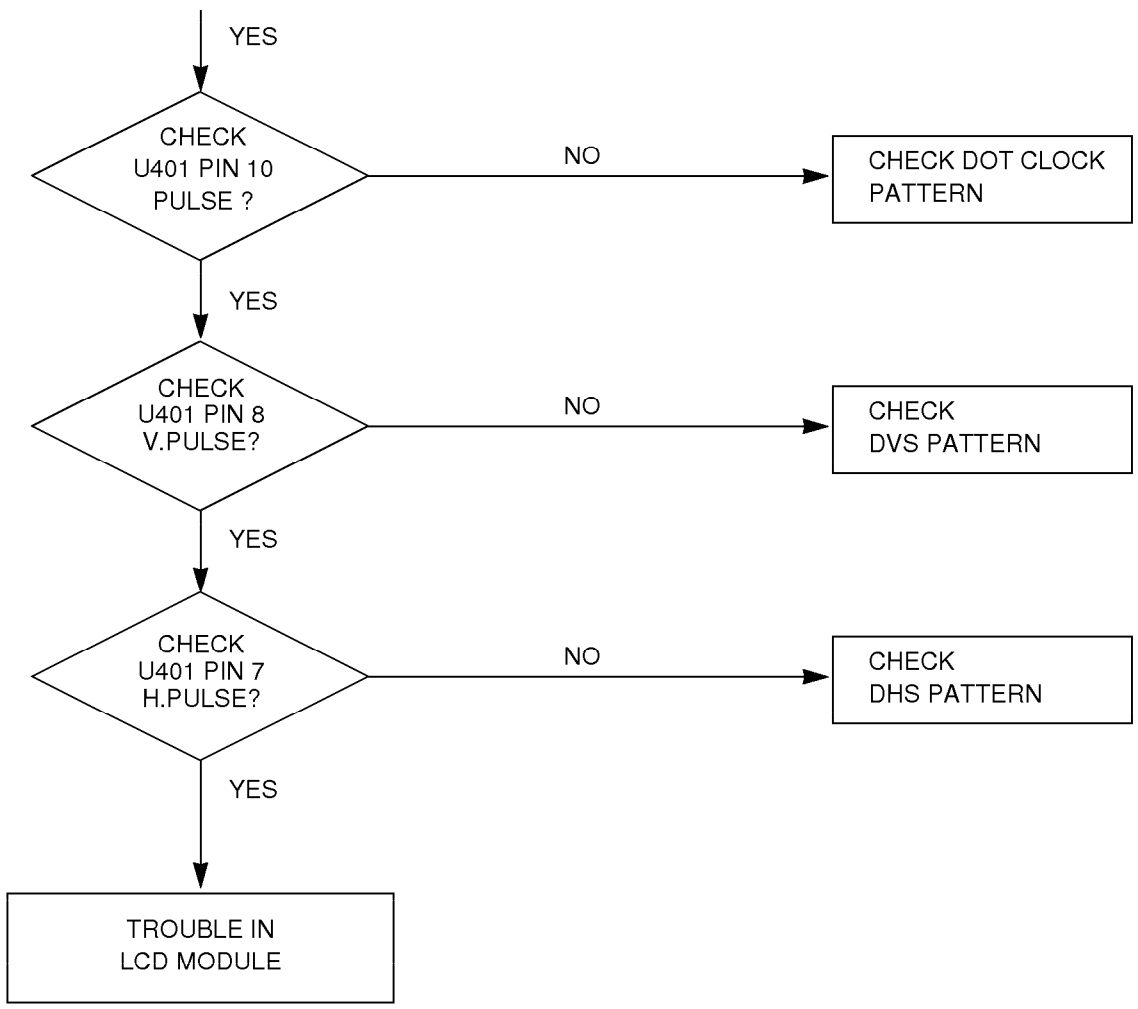 YES
CHECK
U401 PIN 10
PULSE ?
NO
CHECK DOT CLOCK
PATTERN
YES
CHECK
U401 PIN 8
V.PULSE?
NO
CHECK
DVS PATTERN
YES
CHECK
U401 PIN 7
H.PULSE?
NO
CHECK
DHS PATTERN
YES
TROUBLE IN
LCD MODULE